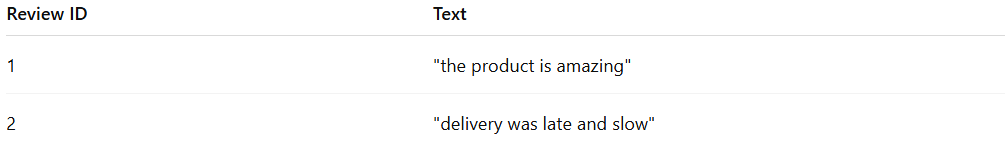 Review ID Text
1 "the product is amazing"
2 "delivery was late and slow"